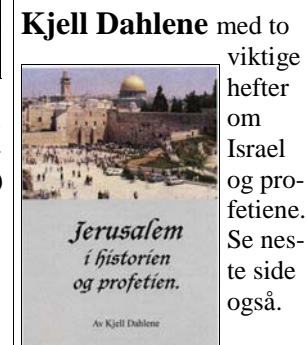 Kjell Dahlene med to
viktige
hefter
om
Israel
og pro-
fetiene.
Se nes-
te side
også.
Jerusalem
i historien
og profetien.
Av Kjell Dahlene